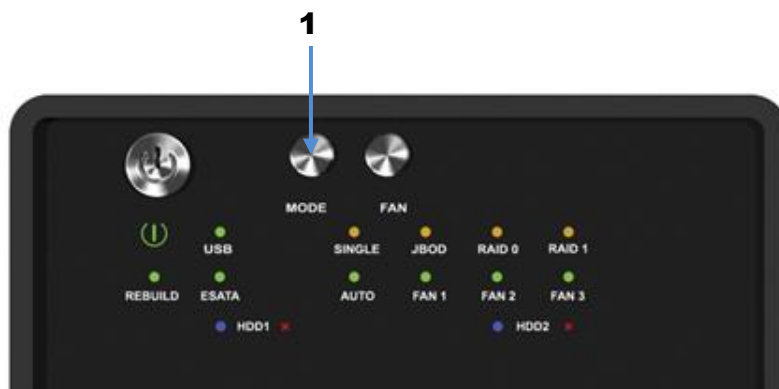 1
MODE FAN
USB SINGLE JBOD RAID 0 RAID 1
REBUILD ESATA AUTO FAN 1 FAN 2 FAN 3
HDD1 HDD2